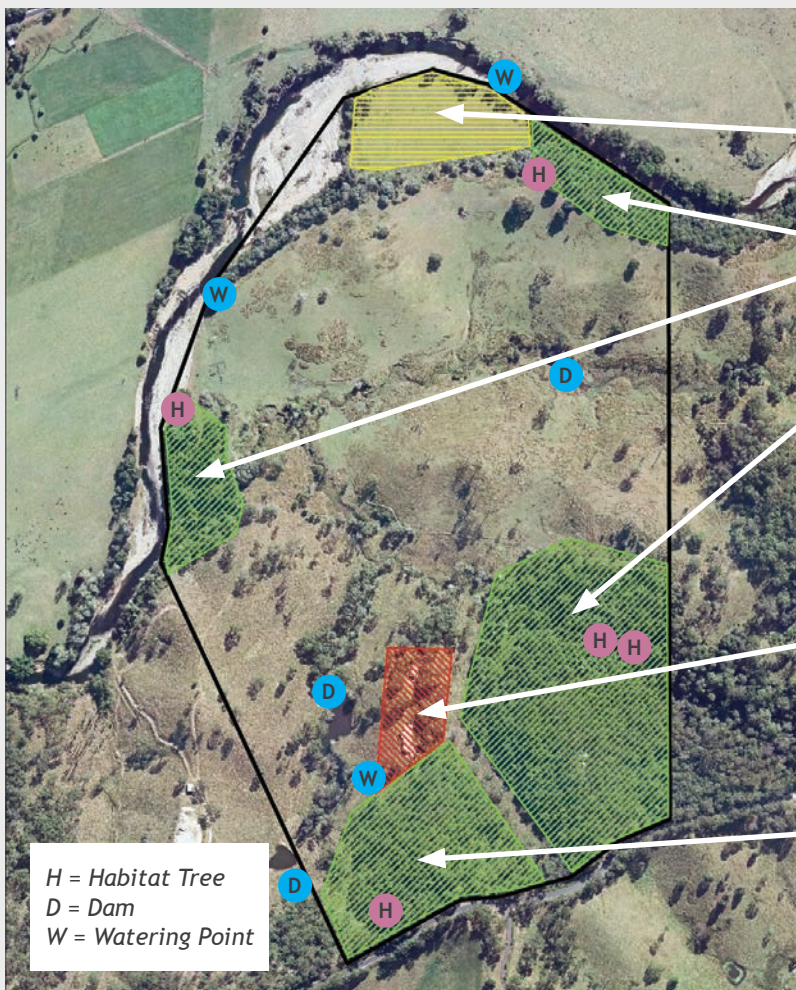 W
H
W
D
H
H
H
D
W
D
H
H = Habitat Tree
D = Dam
W = Watering Point